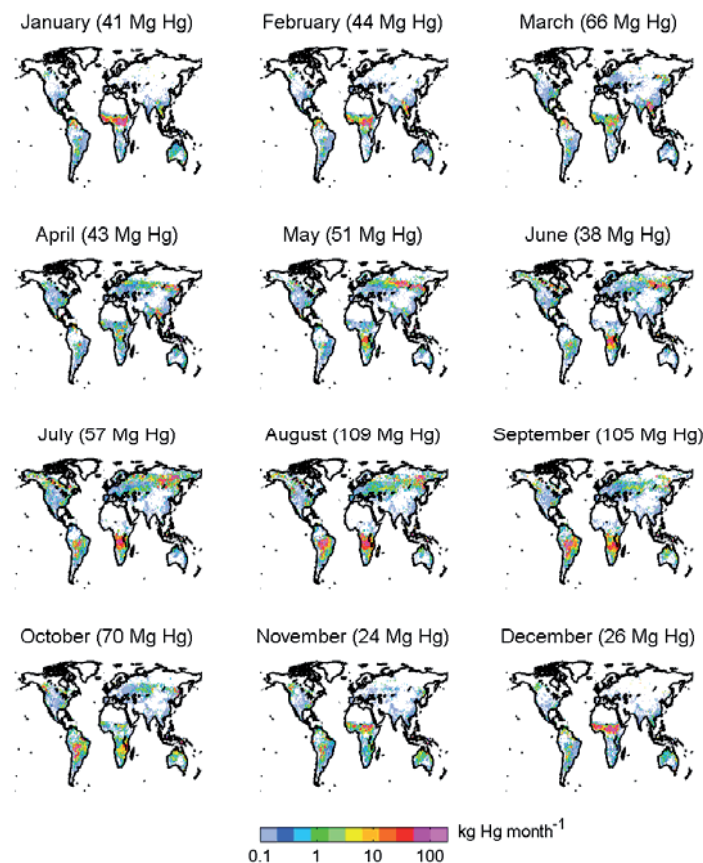 January (41 Mg Hg) February (44 Mg Hg) March (66 Mg Hg)
April (43 Mg Hg) May (51 Mg Hg) June (38 Mg Hg)
July (57 Mg Hg) August (109 Mg Hg) September (105 Mg Hg)
October (70 Mg Hg) November (24 Mg Hg) December (26 Mg Hg)
kg Hg month⁻¹
0.1 1 10 100